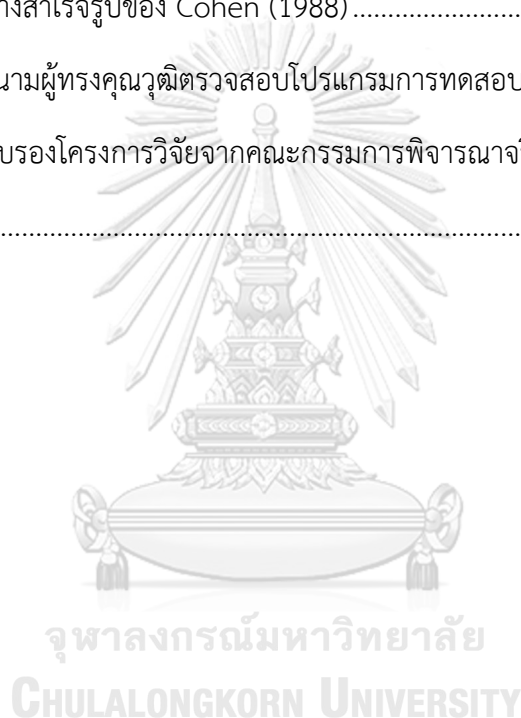 างสำเร็จรูปของ Cohen (1988)........................
นามผู้ทรงคุณวุฒิตรวจสอบโปรแกรมการทดสอบ
บรองโครงการวิจัยจากคณะกรรมการพิจารณาจ
........................................................................
จุฬาลงกรณ์มหาวิทยาลัย
CHULALONGKORN UNIVERSITY